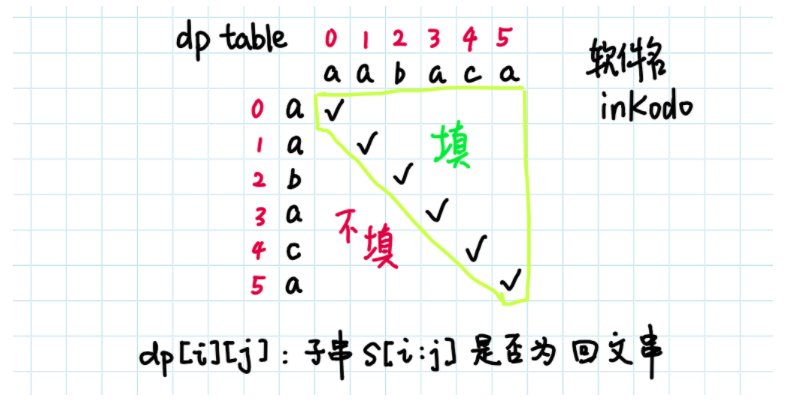 dp table 0 1 2 3 4 5
a a b a c a
软件名
inKodo
0 a ✓
1 a ✓ 填
2 b ✓
3 a ✓
不填
4 c ✓
5 a ✓
dp[i][j]: 子串 S[i:j] 是否为 回文串